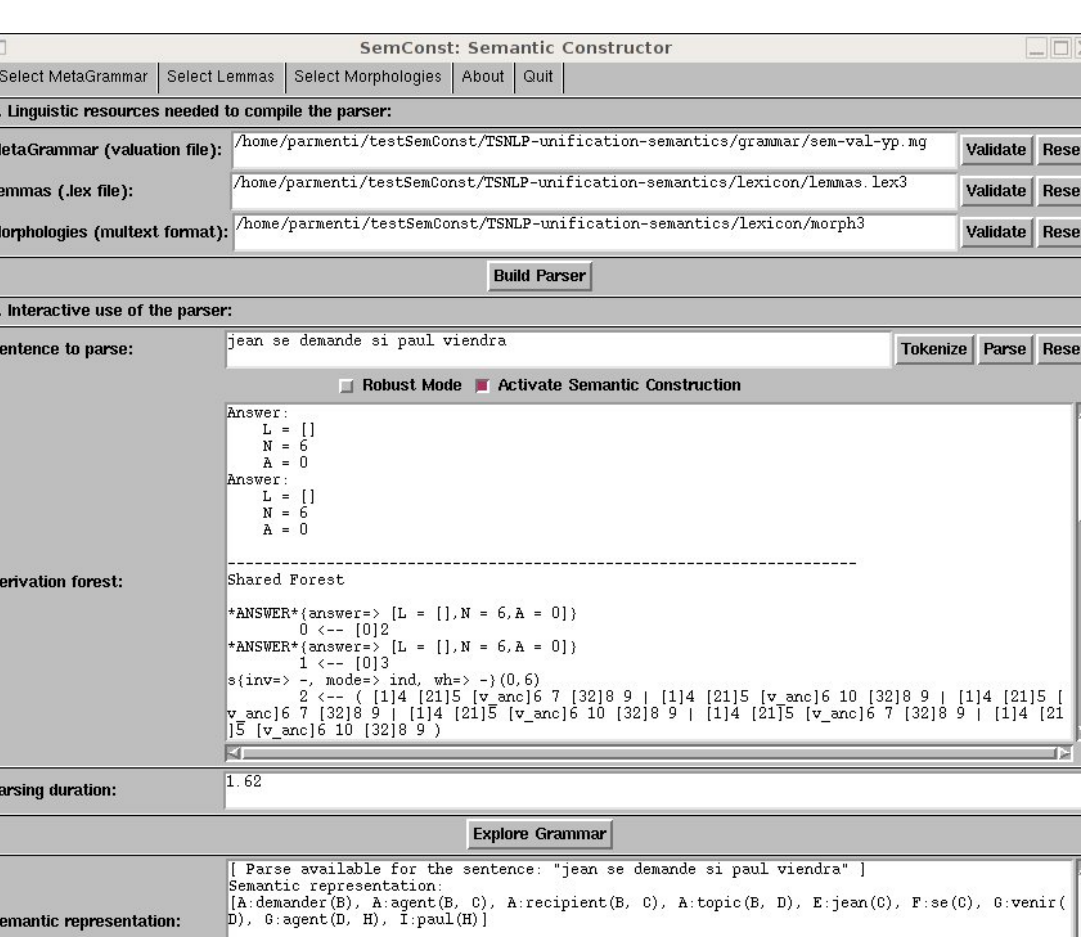 SemConst: Semantic Constructor
Select MetaGrammar Select Lemmas Select Morphologies About Quit
. Linguistic resources needed to compile the parser:
etaGrammar (valuation file): /home/parmenti/testSemConst/TSNLP-unification-semantics/grammar/sem-val-yp.mg Validate Rese
emmas (.lex file): /home/parmenti/testSemConst/TSNLP-unification-semantics/lexicon/lemmas.lex3 Validate Rese
orphologies (multext format): /home/parmenti/testSemConst/TSNLP-unification-semantics/lexicon/morph3 Validate Rese
Build Parser
. Interactive use of the parser:
entence to parse: jean se demande si paul viendra Tokenize Parse Rese
Robust Mode Activate Semantic Construction
Answer:
L = []
N = 6
A = 0
Answer:
L = []
N = 6
A = 0
----------------------------------------------------------------------
erivation forest: Shared Forest
*ANSWER*{answer=> [L = [],N = 6,A = 0]}
0 <-- [0]2
*ANSWER*{answer=> [L = [],N = 6,A = 0]}
1 <-- [0]3
s{inv=> -, mode=> ind, wh=> -}(0,6)
2 <-- ( [1]4 [21]5 [v_anc]6 7 [32]8 9 | [1]4 [21]5 [v_anc]6 10 [32]8 9 | [1]4 [21]5 [
v_anc]6 7 [32]8 9 | [1]4 [21]5 [v_anc]6 10 [32]8 9 | [1]4 [21]5 [v_anc]6 7 [32]8 9 | [1]4 [21
]5 [v_anc]6 10 [32]8 9 )
arsing duration: 1.62
Explore Grammar
[ Parse available for the sentence: "jean se demande si paul viendra" ]
Semantic representation:
[A:demander(B), A:agent(B, C), A:recipient(B, C), A:topic(B, D), E:jean(C), F:se(C), G:venir(
emantic representation: D), G:agent(D, H), I:paul(H)]